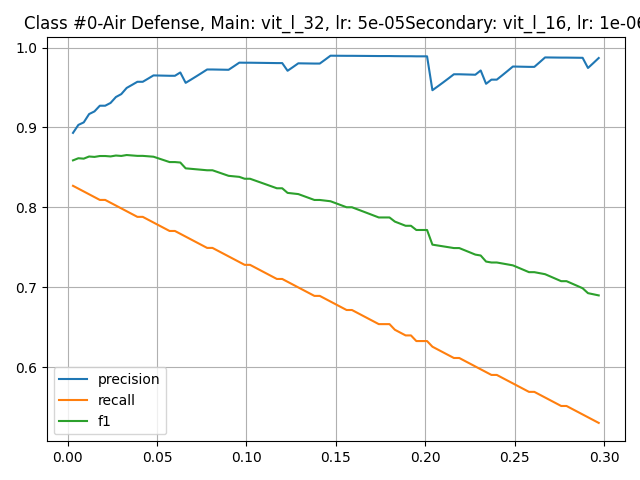 Class #0-Air Defense, Main: vit_l_32, lr: 5e-05Secondary: vit_l_16, lr: 1e-06
1.0
0.9
0.8
0.7
0.6
precision
recall
f1
0.00 0.05 0.10 0.15 0.20 0.25 0.30